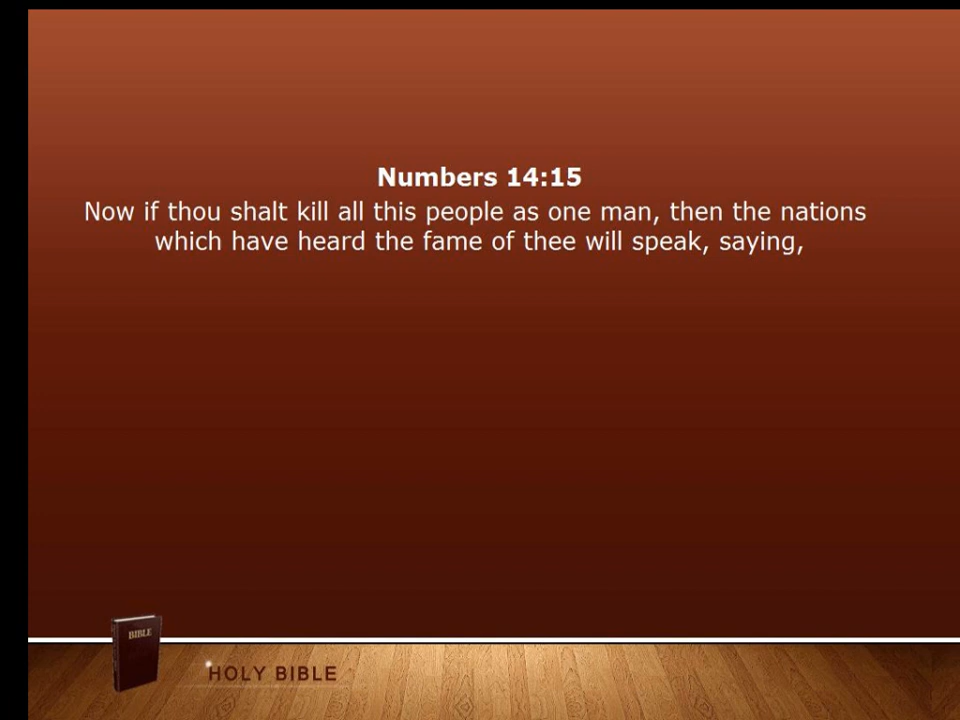 Numbers 14:15
Now if thou shalt kill all this people as one man, then the nations
which have heard the fame of thee will speak, saying,
BIBLE
HOLY BIBLE